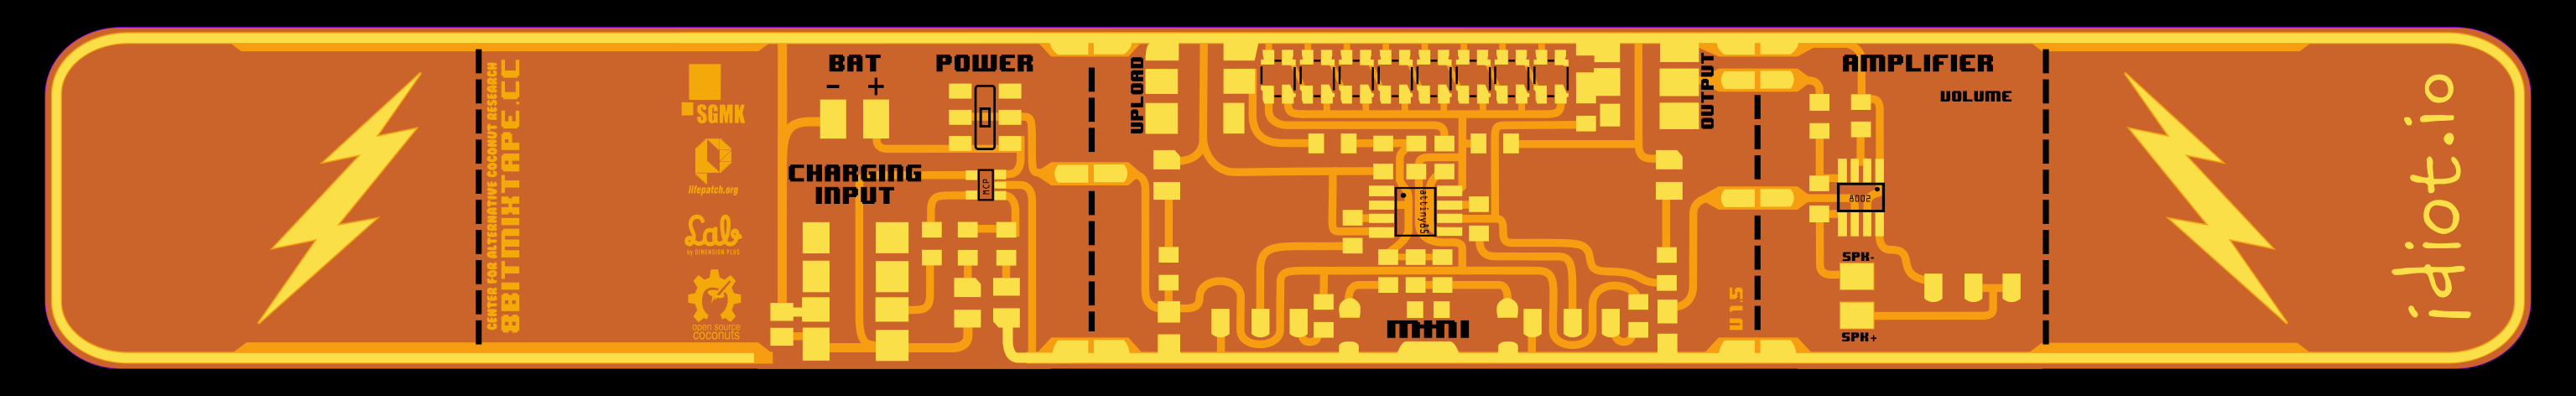 CENTER FOR ALTERNATIVE COCONUT RESEARCH
8BITMIXTAPE.CC
SGMK
lifepatch.org
Lab
by DIMENSION PLUS
open source
coconuts
BAT
- +
POWER
CHARGING
INPUT
MCP
UPLOAD
attiny85
MINI
OUTPUT
V1.5
AMPLIFIER
VOLUME
8002
SPK-
SPK+
idiot.io